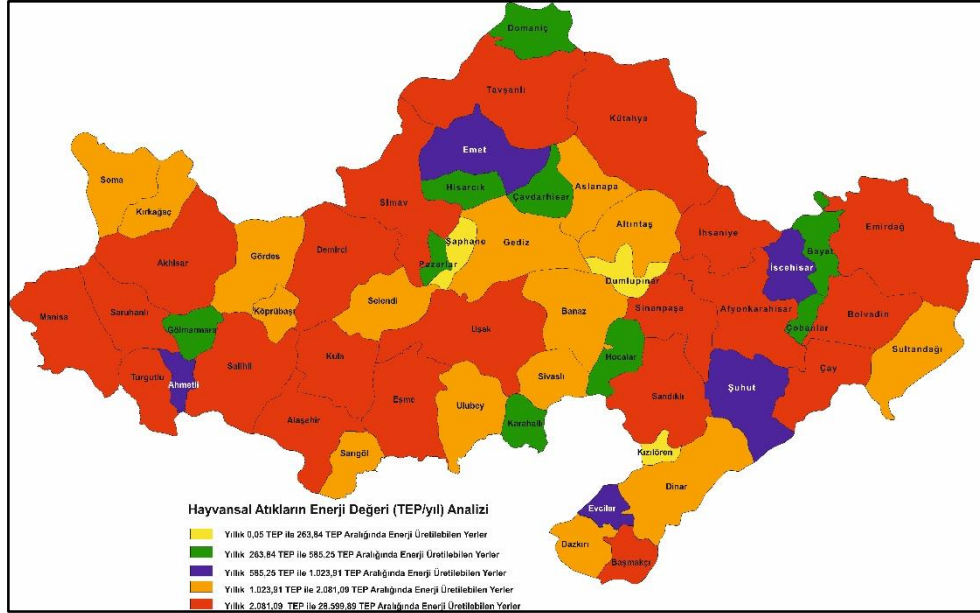 Domaniç
Tavşanlı
Kütahya
Emet
Hisarcık
Çavdarhisar
Aslanapa
Soma
Kırkağaç
Simav
Altıntaş
Emirdağ
İhsaniye
Bayat
İscehisar
Şaphane
Gediz
Pazarlar
Demirci
Gördes
Akhisar
Dumlupınar
Sinanpaşa
Afyonkarahisar
Çobanlar
Bolvadin
Manisa
Saruhanlı
Köprübaşı
Selendi
Banaz
Gölmarmara
Uşak
Sultandağı
Hocalar
Kula
Salihli
Turgutlu
Ahmetli
Sivaslı
Çay
Şuhut
Sandıklı
Ulubey
Eşme
Alaşehir
Karahallı
Sarıgöl
Kızılören
Dinar
Evciler
Dazkırı
Başmakçı
Hayvansal Atıkların Enerji Değeri (TEP/yıl) Analizi
Yıllık 0,05 TEP ile 263,84 TEP Aralığında Enerji Üretilebilen Yerler
Yıllık 263.84 TEP ile 585.25 TEP Aralığında Enerji Üretilebilen Yerler
Yıllık 585,25 TEP ile 1.023,91 TEP Aralığında Enerji Üretilebilen Yerler
Yıllık 1.023,91 TEP ile 2.081,09 TEP Aralığında Enerji Üretilebilen Yerler
Yıllık 2.081,09 TEP ile 28.599,89 TEP Aralığında Enerji Üretilebilen Yerler